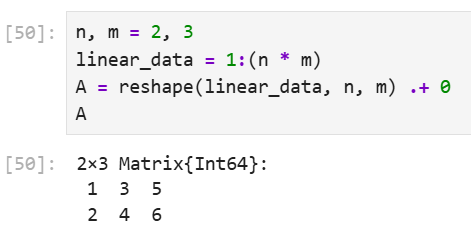 [50]: n, m = 2, 3
linear_data = 1:(n * m)
A = reshape(linear_data, n, m) .+ 0
A
[50]: 2×3 Matrix{Int64}:
1 3 5
2 4 6